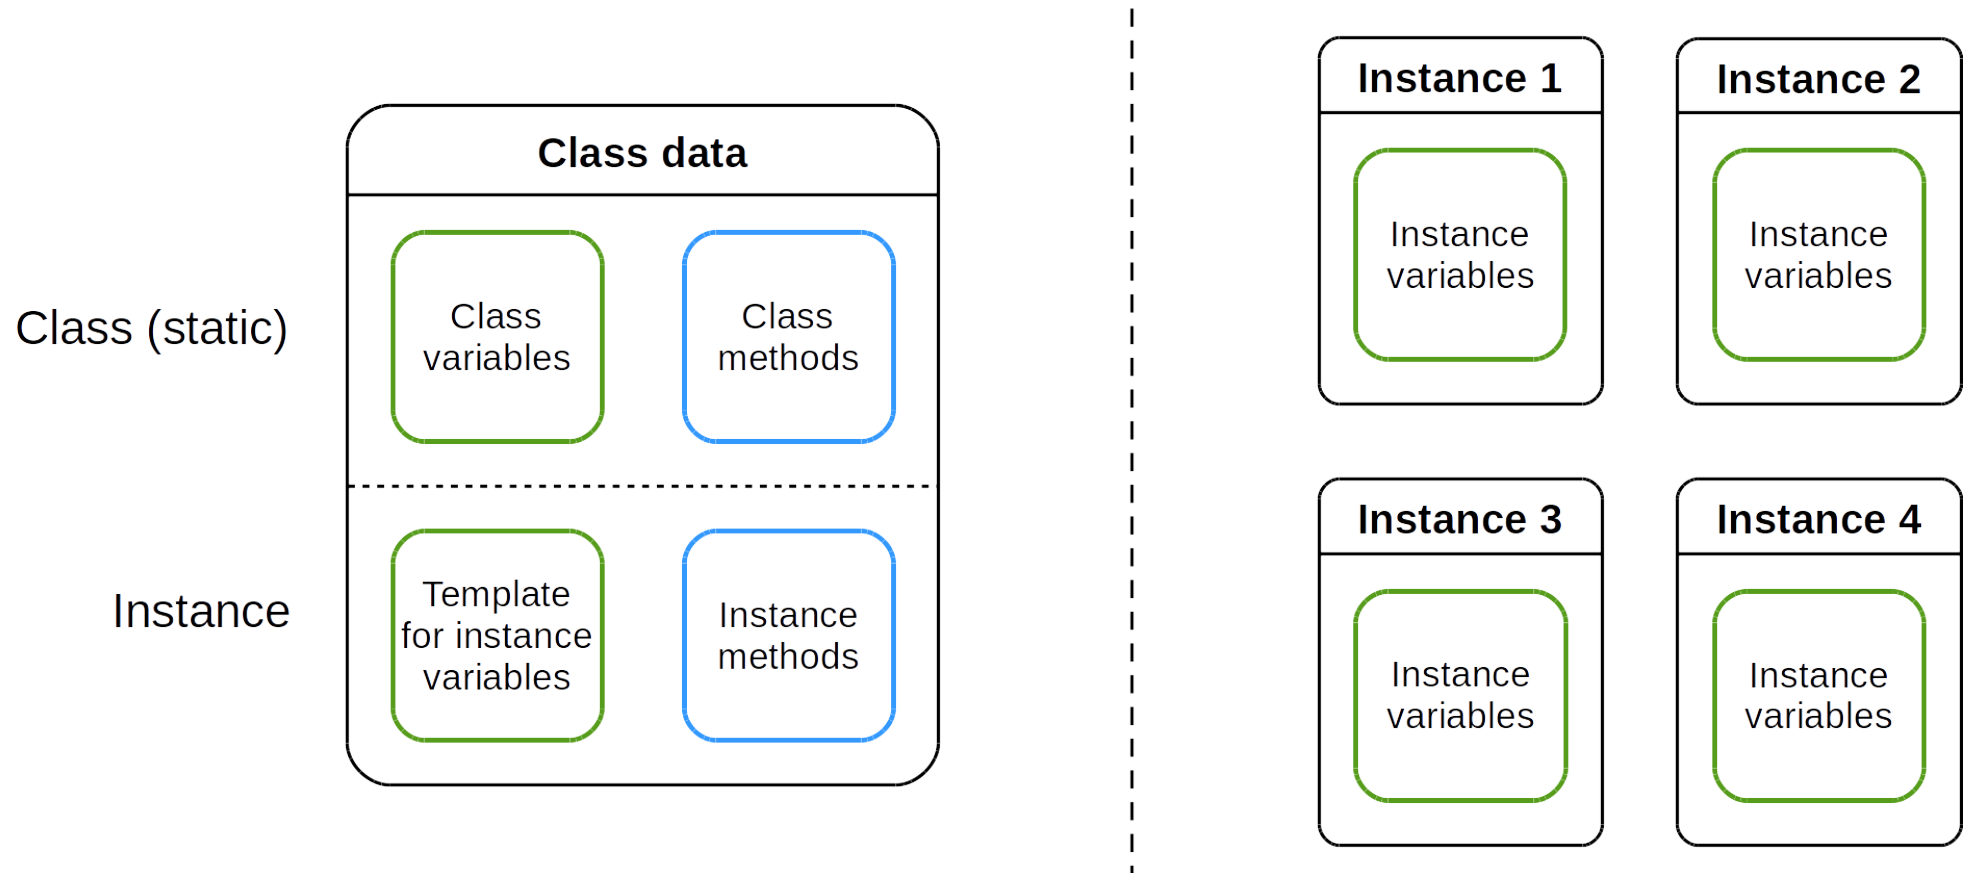 Class (static)
Instance
Class data
Class
variables
Class
methods
Template
for instance
variables
Instance
methods
Instance 1
Instance
variables
Instance 2
Instance
variables
Instance 3
Instance
variables
Instance 4
Instance
variables